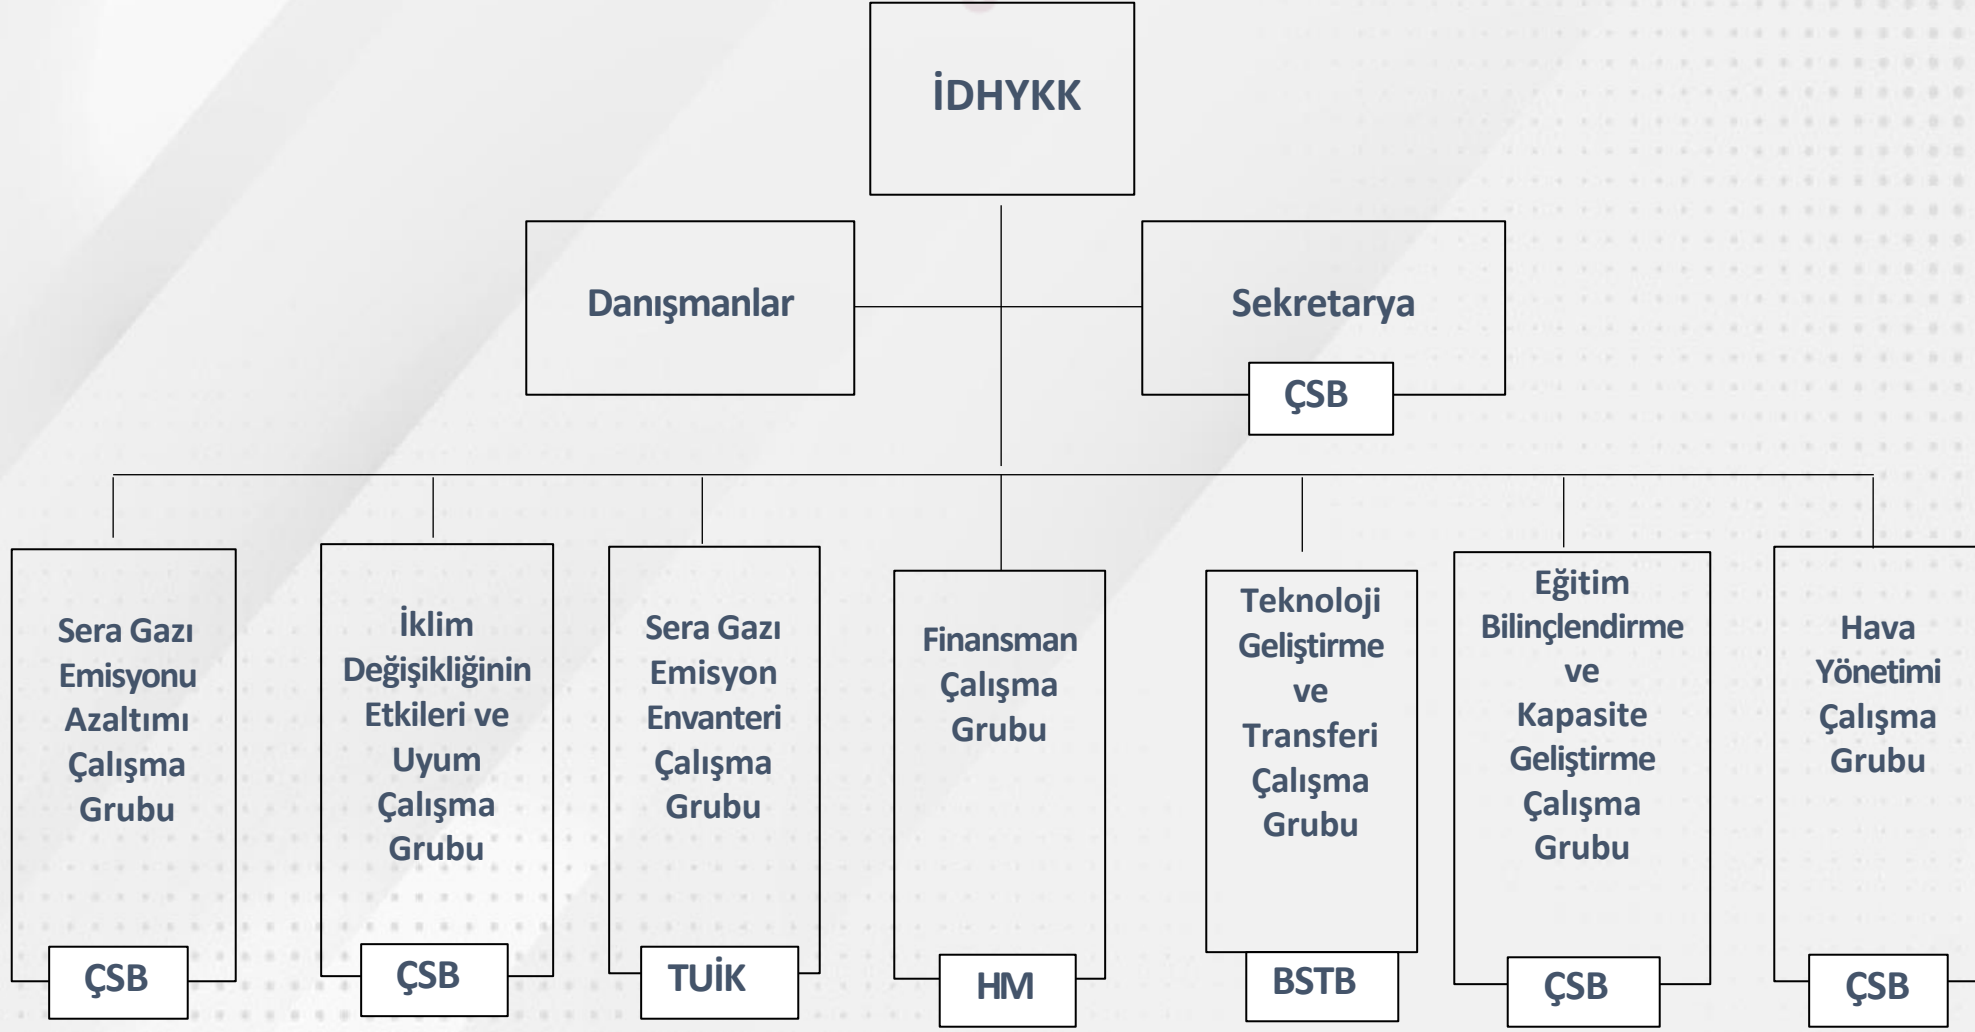 İDHYKK
Danışmanlar
Sekretarya
ÇSB
Sera Gazı
Emisyonu
Azaltımı
Çalışma
Grubu
ÇSB
İklim
Değişikliğinin
Etkileri ve
Uyum
Çalışma
Grubu
ÇSB
Sera Gazı
Emisyon
Envanteri
Çalışma
Grubu
TUİK
Finansman
Çalışma
Grubu
HM
Teknoloji
Geliştirme
ve
Transferi
Çalışma
Grubu
BSTB
Eğitim
Bilinçlendirme
ve
Kapasite
Geliştirme
Çalışma
Grubu
ÇSB
Hava
Yönetimi
Çalışma
Grubu
ÇSB